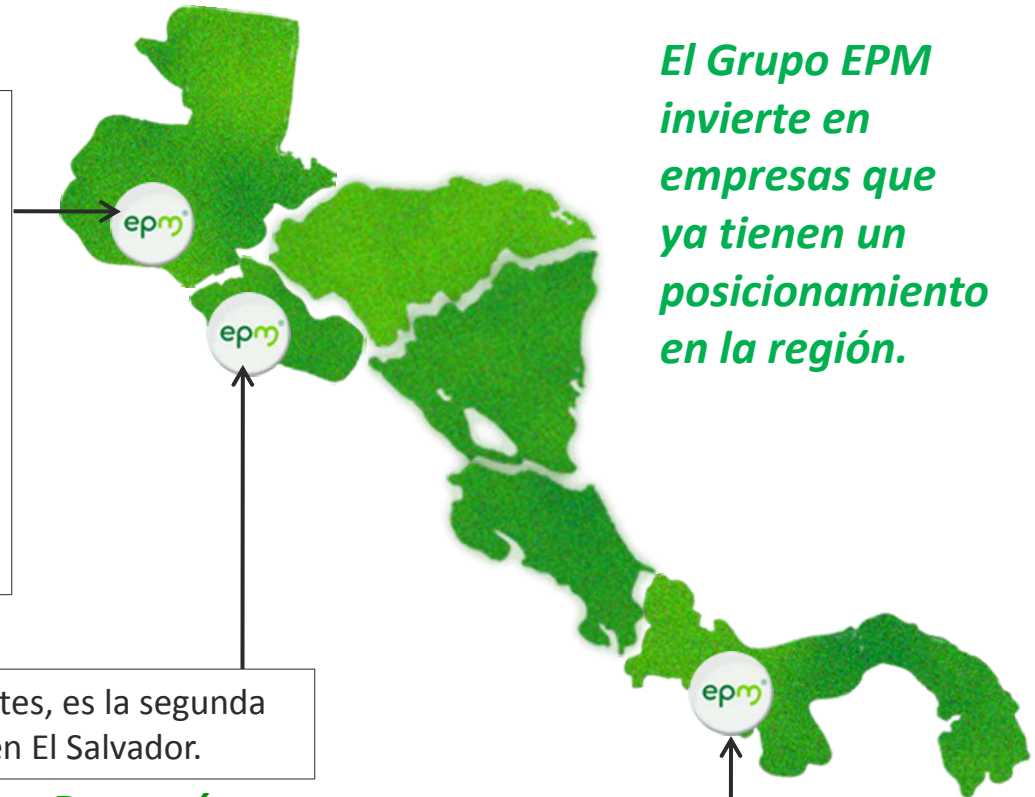 El Grupo EPM
invierte en
empresas que
ya tienen un
posicionamiento
en la región.
epm®
epm®
epm®
tes, es la segunda
en El Salvador.